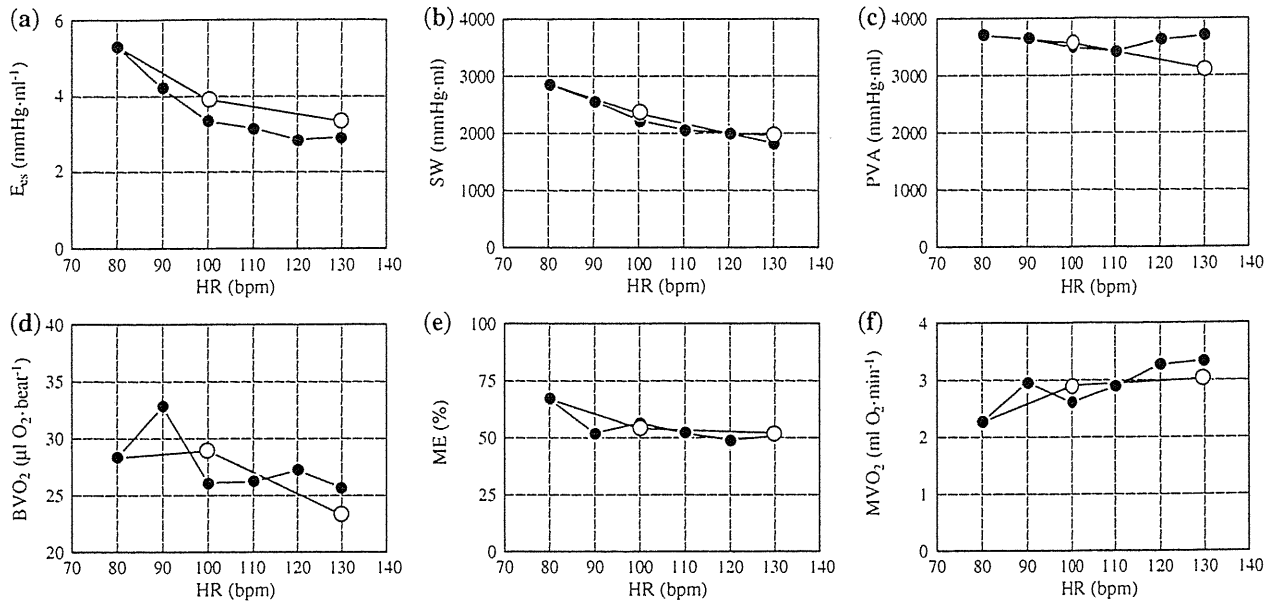 (a)
6
4
2
0
E_es (mmHg·ml⁻¹)
70 80 90 100 110 120 130 140
HR (bpm)
(b)
4000
3000
2000
1000
0
SW (mmHg·ml)
70 80 90 100 110 120 130 140
HR (bpm)
(c)
4000
3000
2000
1000
0
PVA (mmHg·ml)
70 80 90 100 110 120 130 140
HR (bpm)
(d)
40
35
30
25
20
BVO₂ (µl O₂·beat⁻¹)
70 80 90 100 110 120 130 140
HR (bpm)
(e)
100
75
50
25
0
ME (%)
70 80 90 100 110 120 130 140
HR (bpm)
(f)
4
3
2
1
0
MVO₂ (ml O₂·min⁻¹)
70 80 90 100 110 120 130 140
HR (bpm)